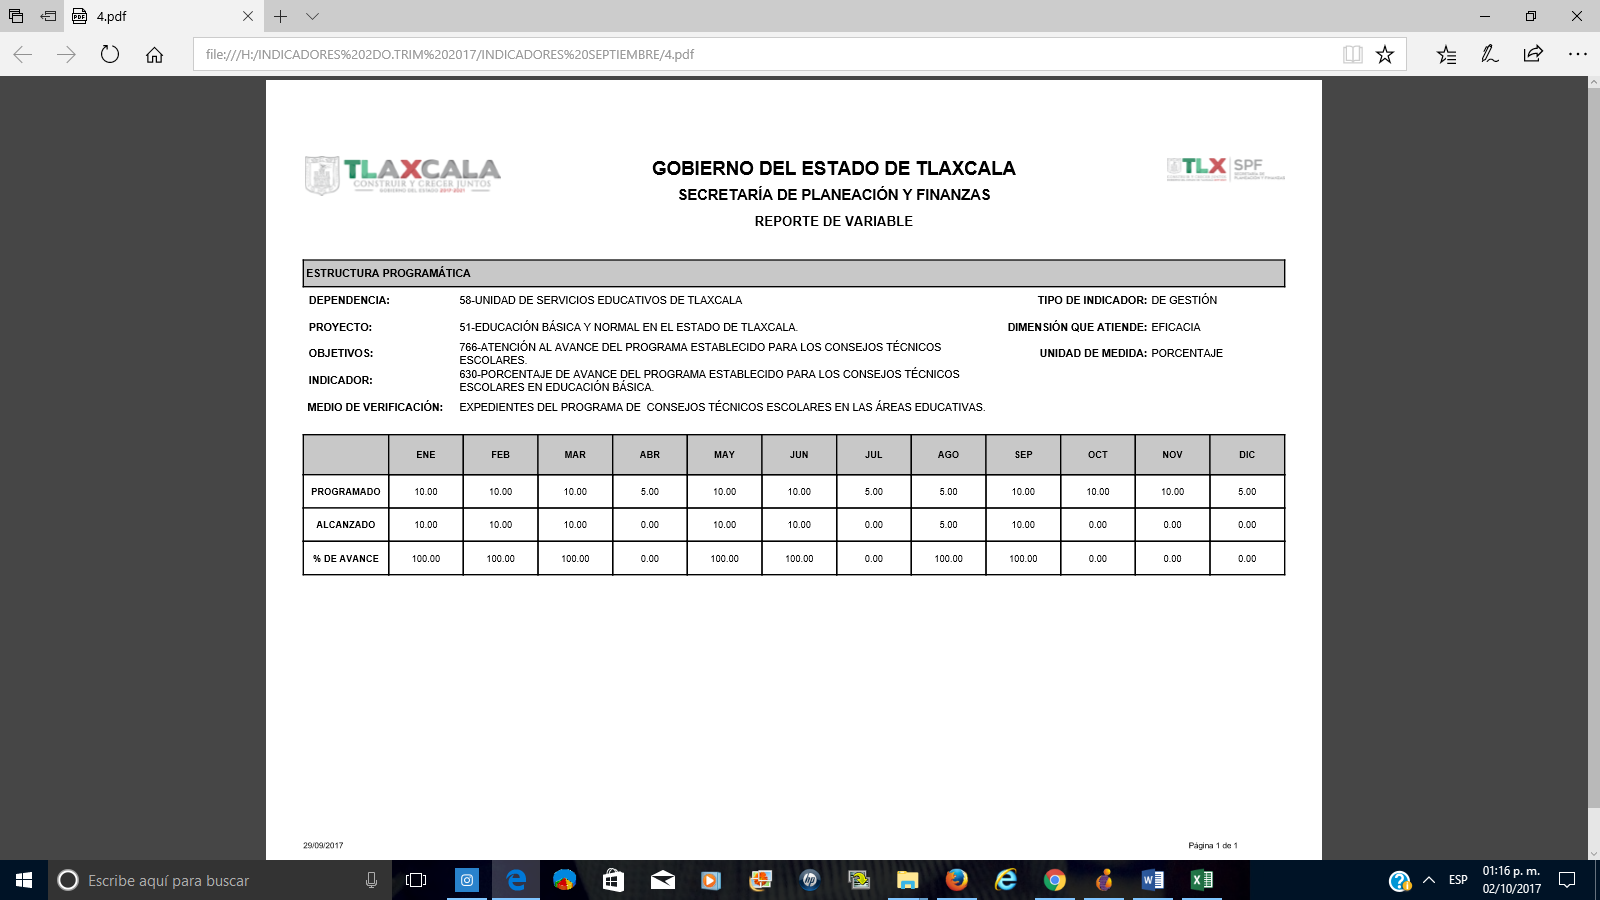 4.pdf
file:///H:/INDICADORES%202DO.TRIM%202017/INDICADORES%20SEPTIEMBRE/4.pdf
TLAXCALA
CONSTRUIR Y CRECER JUNTOS
GOBIERNO DEL ESTADO 2017-2021
GOBIERNO DEL ESTADO DE TLAXCALA
SECRETARÍA DE PLANEACIÓN Y FINANZAS
REPORTE DE VARIABLE
TLX SPF
ESTRUCTURA PROGRAMÁTICA
DEPENDENCIA: 58-UNIDAD DE SERVICIOS EDUCATIVOS DE TLAXCALA TIPO DE INDICADOR: DE GESTIÓN
PROYECTO: 51-EDUCACIÓN BÁSICA Y NORMAL EN EL ESTADO DE TLAXCALA. DIMENSIÓN QUE ATIENDE: EFICACIA
OBJETIVOS: 766-ATENCIÓN AL AVANCE DEL PROGRAMA ESTABLECIDO PARA LOS CONSEJOS TÉCNICOS
ESCOLARES. UNIDAD DE MEDIDA: PORCENTAJE
INDICADOR: 630-PORCENTAJE DE AVANCE DEL PROGRAMA ESTABLECIDO PARA LOS CONSEJOS TÉCNICOS
ESCOLARES EN EDUCACIÓN BÁSICA.
MEDIO DE VERIFICACIÓN: EXPEDIENTES DEL PROGRAMA DE CONSEJOS TÉCNICOS ESCOLARES EN LAS ÁREAS EDUCATIVAS.
ENE FEB MAR ABR MAY JUN JUL AGO SEP OCT NOV DIC
PROGRAMADO 10.00 10.00 10.00 5.00 10.00 10.00 5.00 5.00 10.00 10.00 10.00 5.00
ALCANZADO 10.00 10.00 10.00 0.00 10.00 10.00 0.00 5.00 10.00 0.00 0.00 0.00
% DE AVANCE 100.00 100.00 100.00 0.00 100.00 100.00 0.00 100.00 100.00 0.00 0.00 0.00
29/09/2017 Página 1 de 1
Escribe aquí para buscar
ESP
01:16 p. m.
02/10/2017